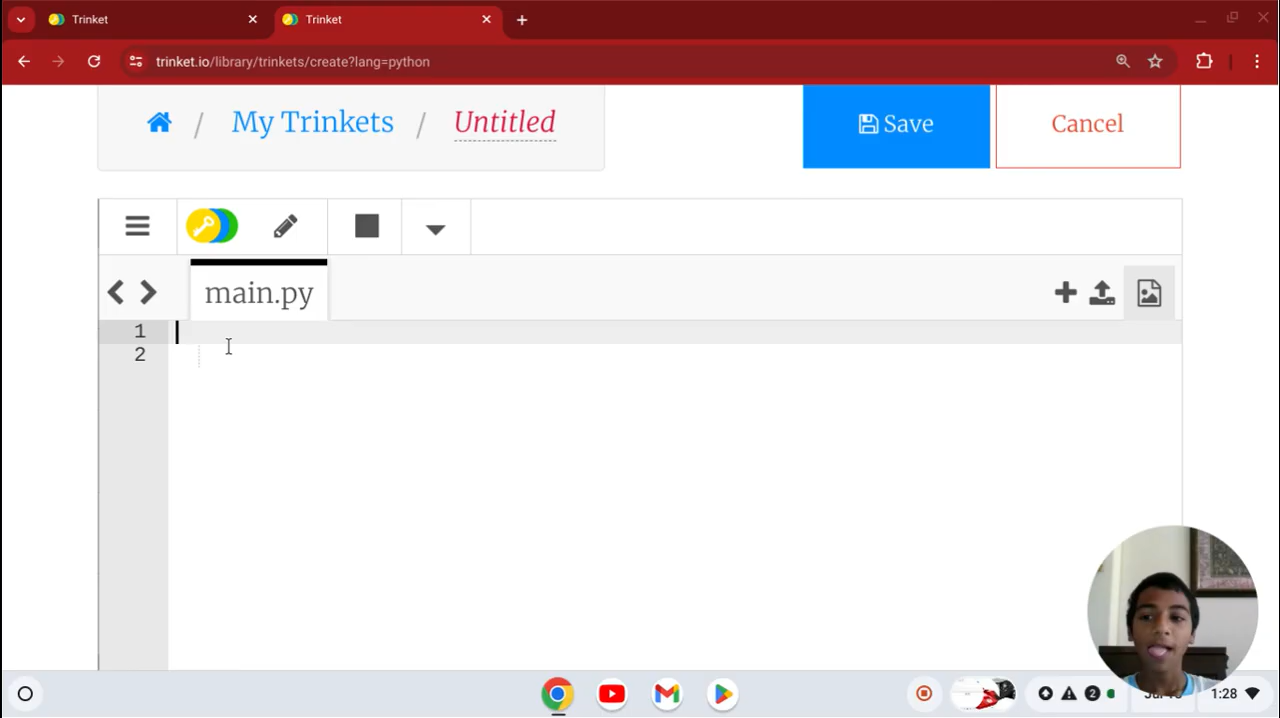 Trinket
Trinket
trinket.io/library/trinkets/create?lang=python
/ My Trinkets / Untitled
Save
Cancel
main.py
1
2
2
1:28